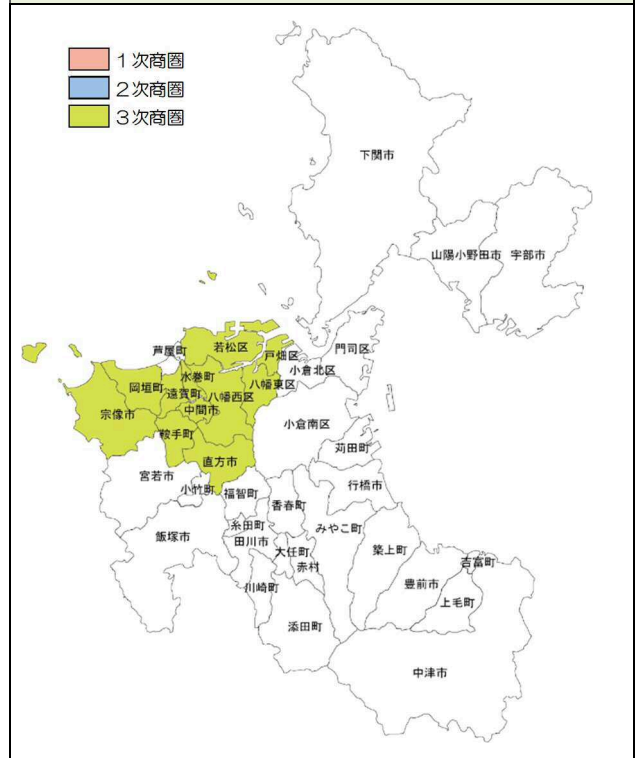 １次商圏
２次商圏
３次商圏
下関市
山陽小野田市
宇部市
門司区
芦屋町
若松区
戸畑区
小倉北区
水巻町
岡垣町
遠賀町
八幡西区
八幡東区
中間市
宗像市
小倉南区
鞍手町
苅田町
直方市
宮若市
小竹町
福智町
行橋市
香春町
糸田町
みやこ町
飯塚市
田川市
大任町
築上町
赤村
吉富町
川崎町
豊前市
上毛町
添田町
中津市